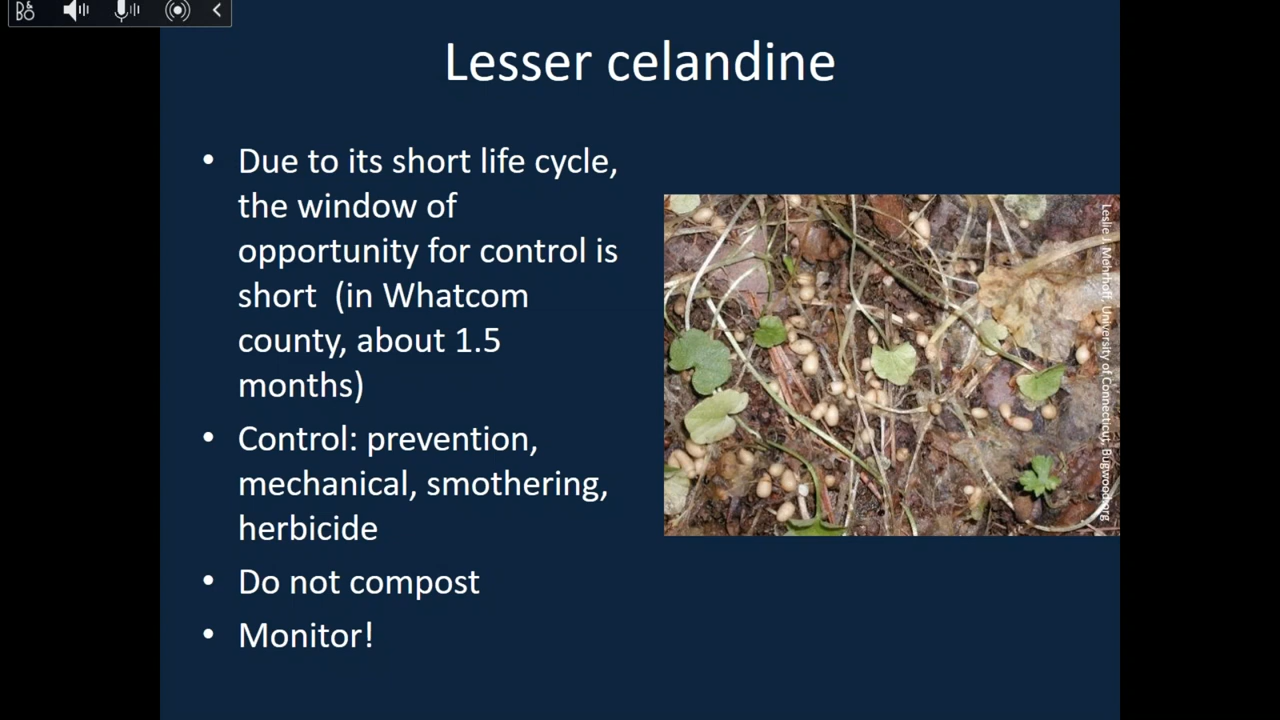 B&O
Lesser celandine
• Due to its short life cycle,
the window of
opportunity for control is
short  (in Whatcom
county, about 1.5
months)
• Control: prevention,
mechanical, smothering,
herbicide
• Do not compost
• Monitor!
Leslie J. Mehrhoff, University of Connecticut, Bugwood.org